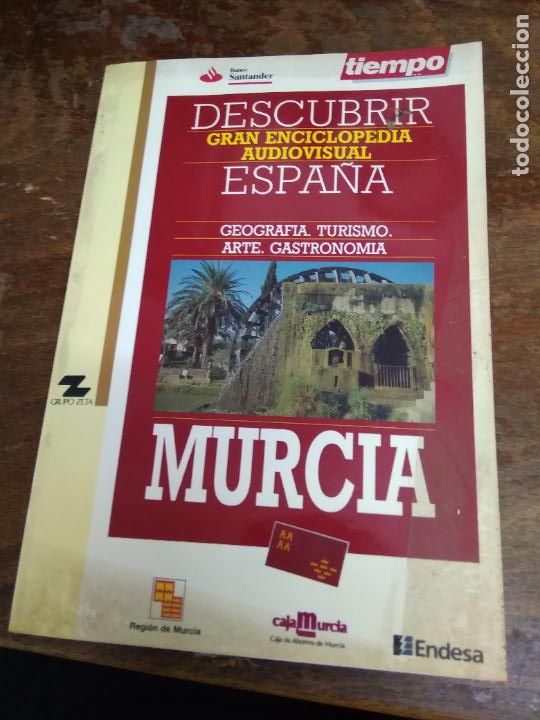 Banco
Santander
tiempo
DESCUBRIR
GRAN ENCICLOPEDIA
AUDIOVISUAL
ESPAÑA
GEOGRAFIA. TURISMO.
ARTE. GASTRONOMIA
GRUPO ZETA
MURCIA
Región de Murcia
cajamurcia
Caja de Ahorros de Murcia
Endesa
todocoleccion.net